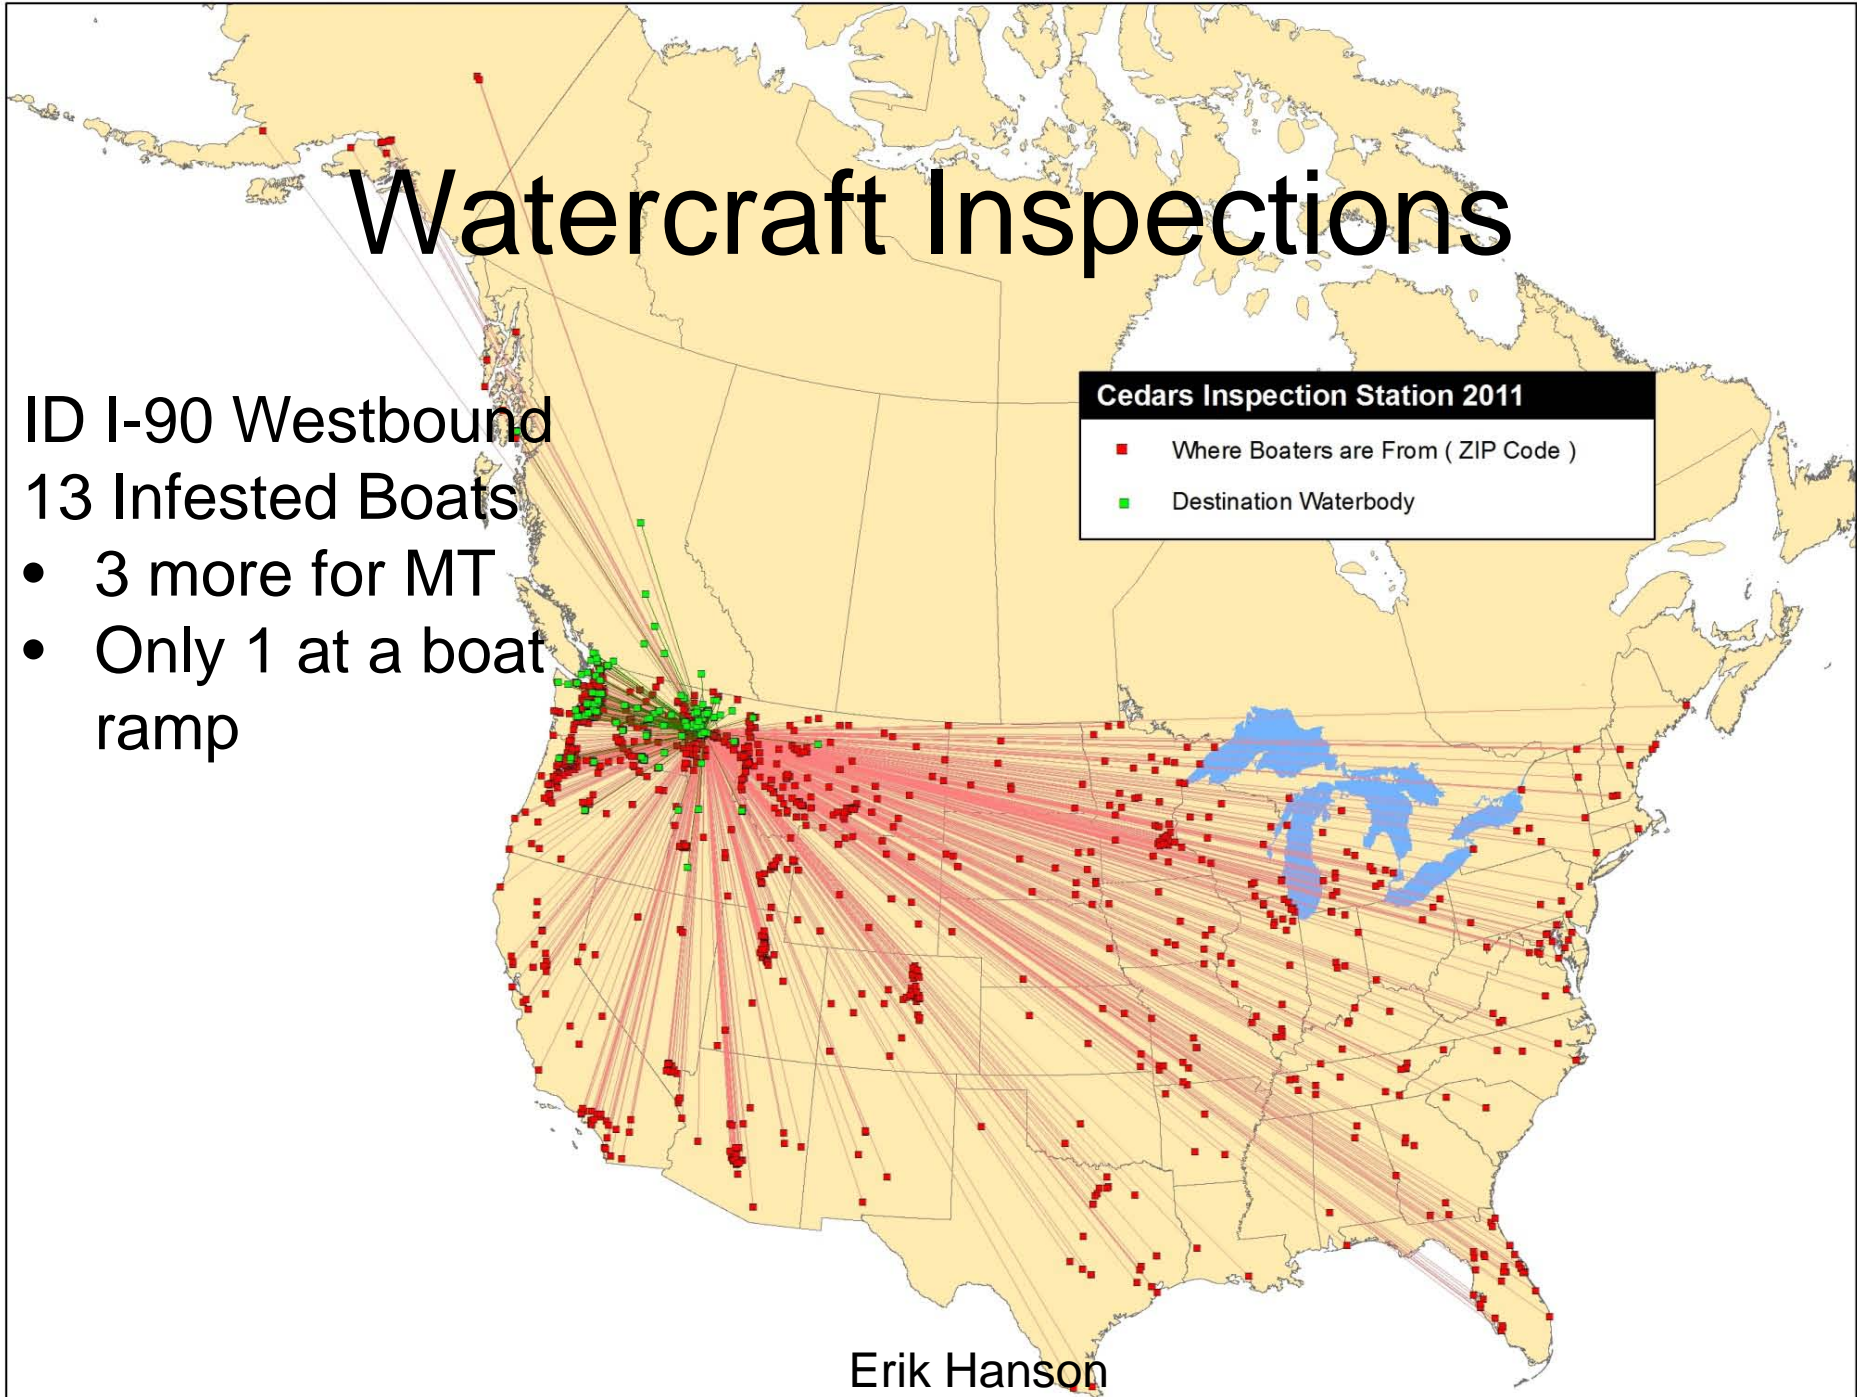 Watercraft Inspections
ID I-90 Westbound
13 Infested Boats
• 3 more for MT
• Only 1 at a boat
ramp
Cedars Inspection Station 2011
Where Boaters are From ( ZIP Code )
Destination Waterbody
Erik Hanson